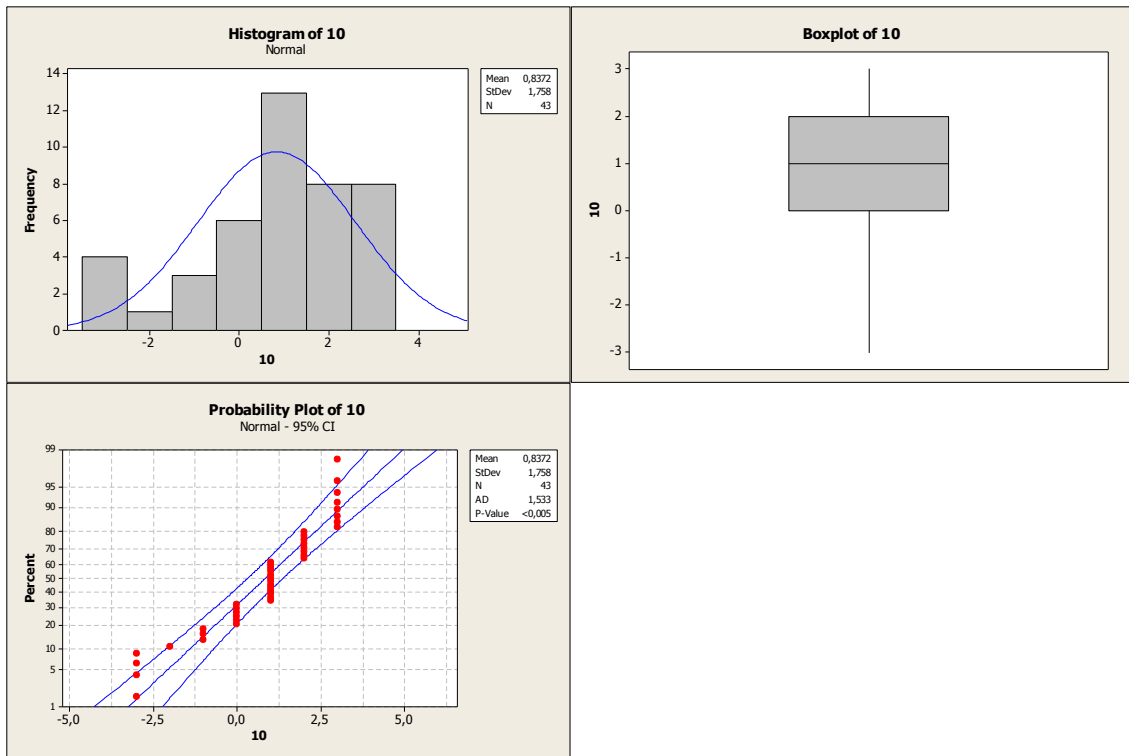 Histogram of 10
Normal
Mean 0,8372
StDev 1,758
N 43
14
12
10
8
6
4
2
0
Frequency
-2 0 2 4
10
Boxplot of 10
3
2
1
0
-1
-2
-3
10
Probability Plot of 10
Normal - 95% CI
Mean 0,8372
StDev 1,758
N 43
AD 1,533
P-Value <0,005
99
95
90
80
70
60
50
40
30
20
10
5
1
Percent
-5,0 -2,5 0,0 2,5 5,0
10